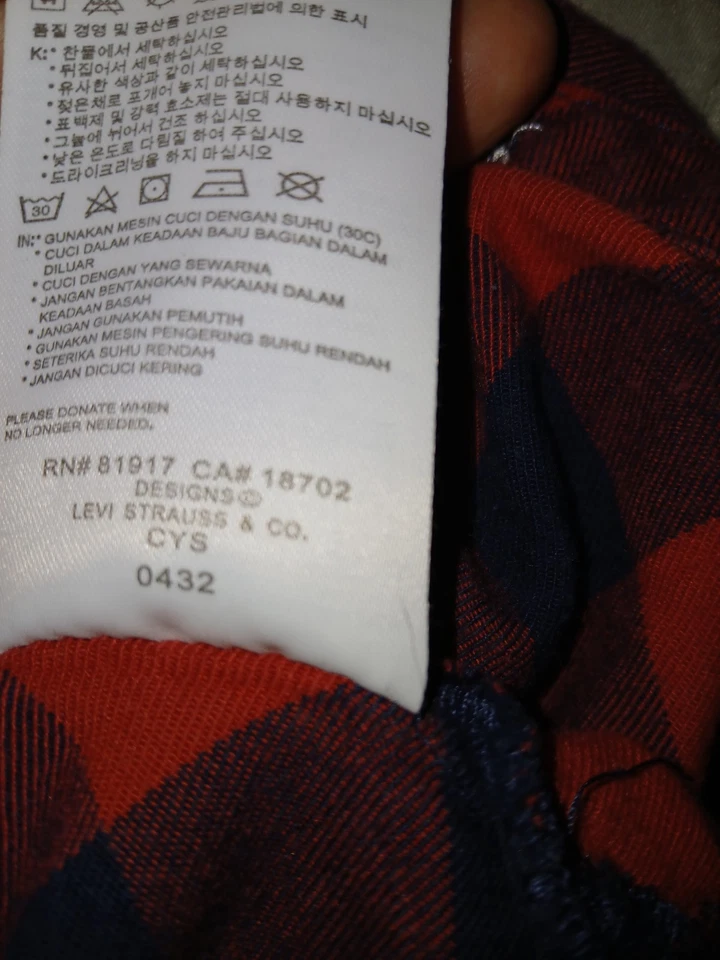 품질 경영 및 공산품 안전관리법에 의한 표시
K:* 찬물에서 세탁하십시오
* 뒤집어서 세탁하십시오
* 유사한 색상과 같이 세탁하십시오
* 젖은채로 포개어 놓지 마십시오
* 표백제 및 강력 효소제는 절대 사용하지 마십시오
* 그늘에 뉘어서 건조 하십시오
* 낮은 온도로 다림질 하여 주십시오
* 드라이크리닝을 하지 마십시오
30
IN:* GUNAKAN MESIN CUCI DENGAN SUHU (30C)
* CUCI DALAM KEADAAN BAJU BAGIAN DALAM
DILUAR
* CUCI DENGAN YANG SEWARNA
* JANGAN BENTANGKAN PAKAIAN DALAM
KEADAAN BASAH
* JANGAN GUNAKAN PEMUTIH
* GUNAKAN MESIN PENGERING SUHU RENDAH
* SETERIKA SUHU RENDAH
* JANGAN DICUCI KERING
PLEASE DONATE WHEN
NO LONGER NEEDED.
RN# 81917 CA# 18702
DESIGNS©
LEVI STRAUSS & CO.
CYS
0432